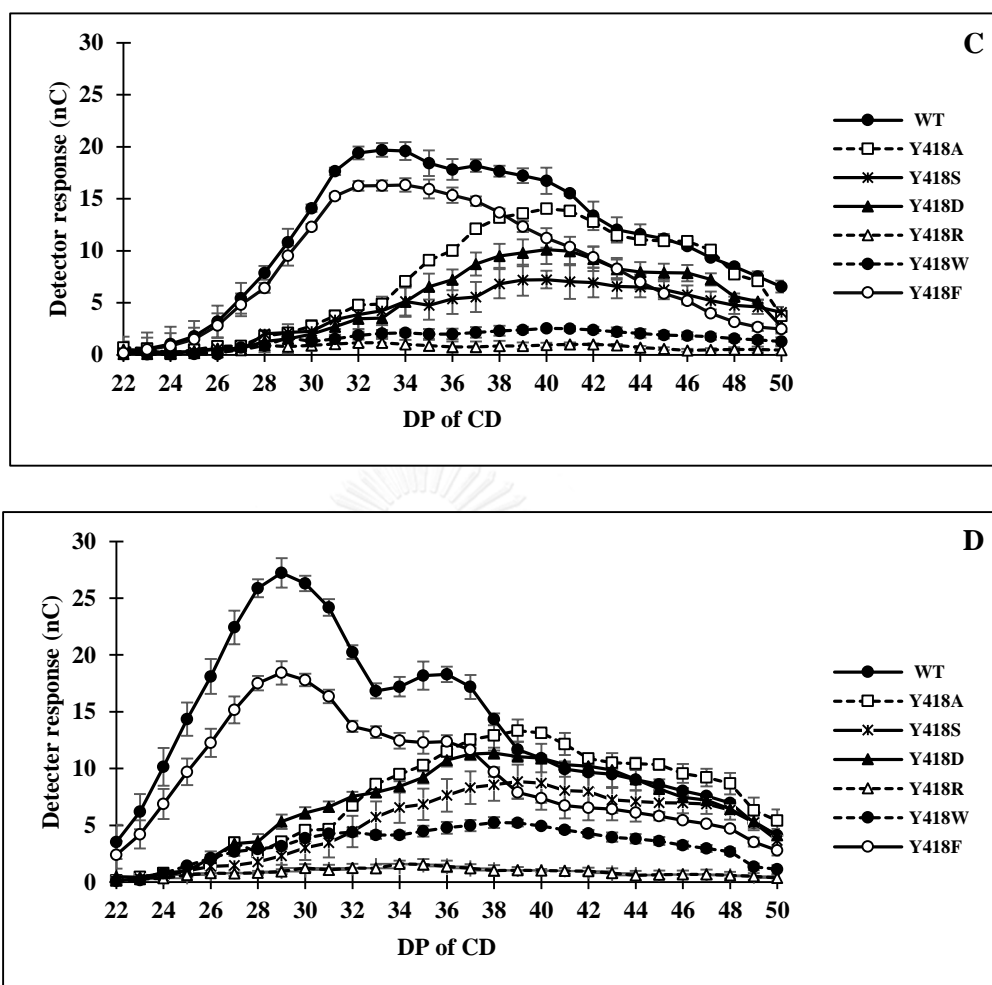 C
Detector response (nC)
30
25
20
15
10
5
0
22 24 26 28 30 32 34 36 38 40 42 44 46 48 50
DP of CD
WT
Y418A
Y418S
Y418D
Y418R
Y418W
Y418F
D
Detecter response (nC)
30
25
20
15
10
5
0
22 24 26 28 30 32 34 36 38 40 42 44 46 48 50
DP of CD
WT
Y418A
Y418S
Y418D
Y418R
Y418W
Y418F